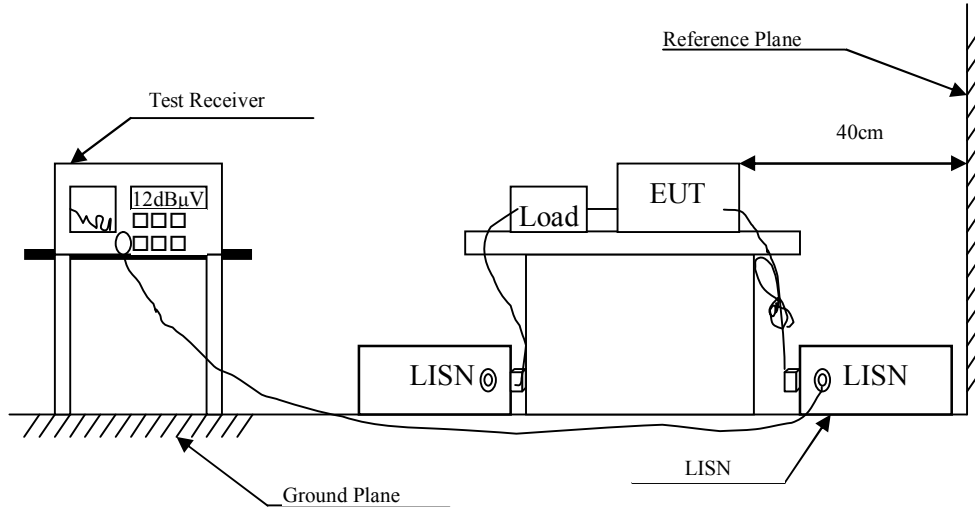 Reference Plane
Test Receiver
40cm
12dBµV
Load
EUT
LISN
LISN
LISN
Ground Plane